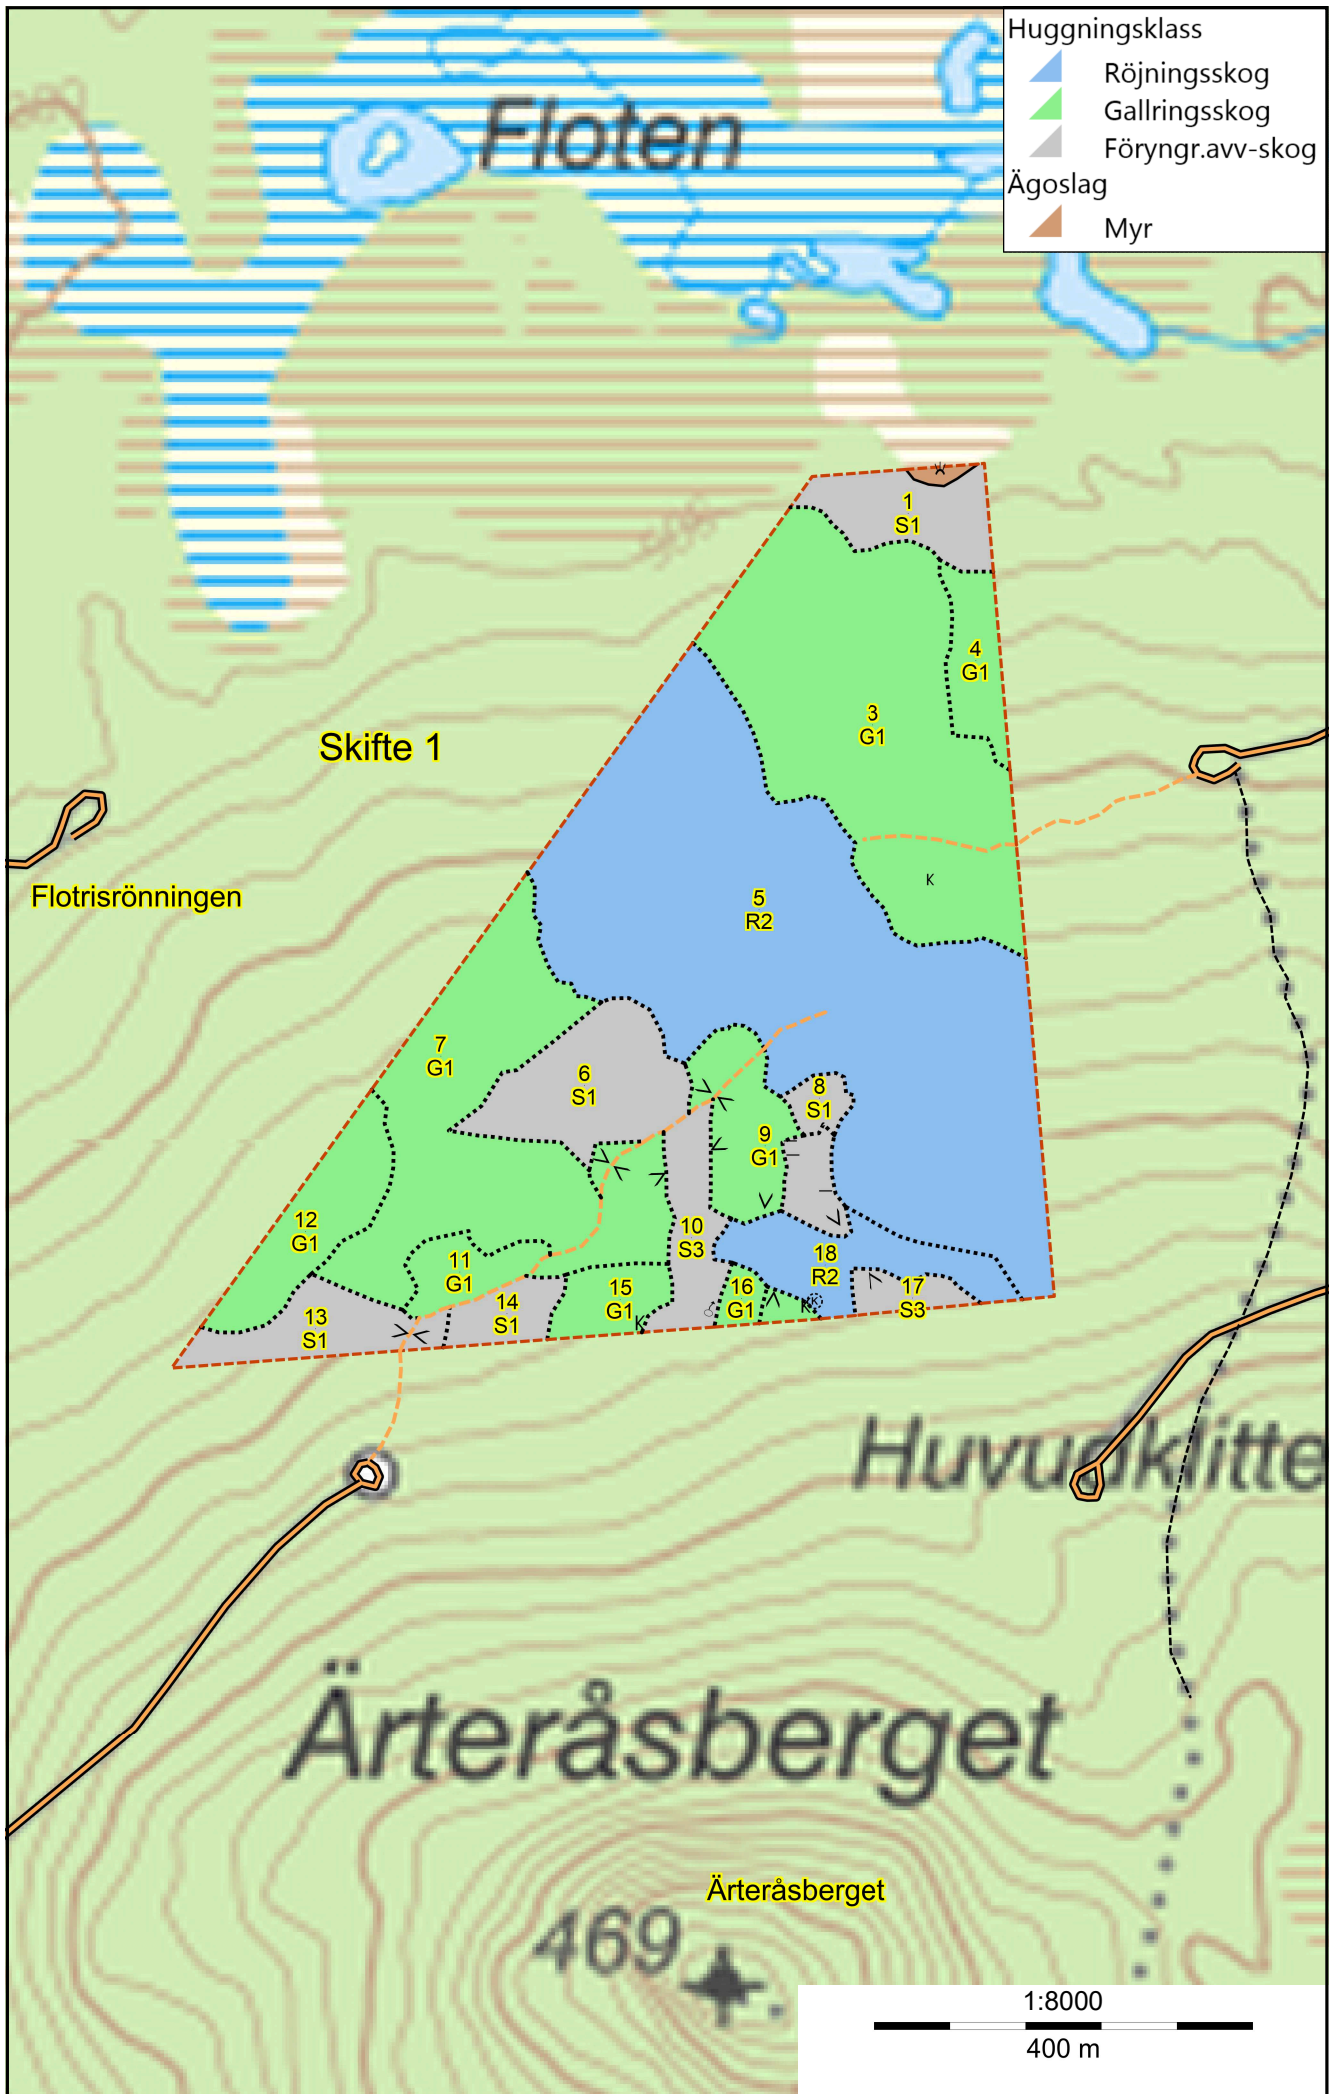 Huggningsklass
Röjningsskog
Gallringsskog
Föryngr.avv-skog
Ägoslag
Myr
Floten
1
S1
4
G1
3
G1
Skifte 1
Flotrisrönningen
5
R2
7
G1
6
S1
8
S1
9
G1
12
G1
10
S3
11
G1
18
R2
13
S1
14
S1
15
G1
16
G1
17
S3
K
K
K
K
Huvudklitte
Ärteråsberget
Ärteråsberget
469
1:8000
400 m